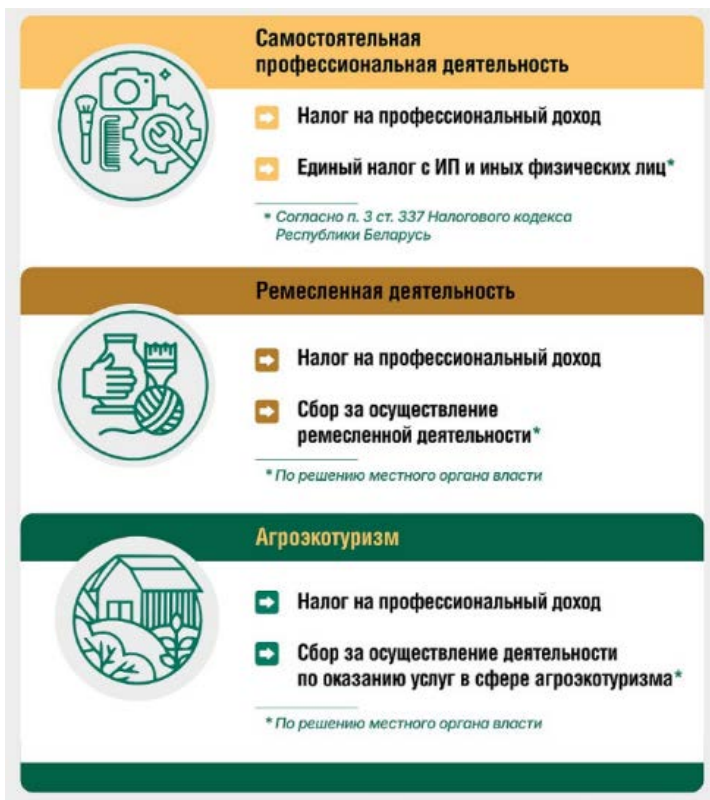 Самостоятельная
профессиональная деятельность
Налог на профессиональный доход
Единый налог с ИП и иных физических лиц*
* Согласно п. 3 ст. 337 Налогового кодекса
Республики Беларусь
Ремесленная деятельность
Налог на профессиональный доход
Сбор за осуществление
ремесленной деятельности*
* По решению местного органа власти
Агроэкотуризм
Налог на профессиональный доход
Сбор за осуществление деятельности
по оказанию услуг в сфере агроэкотуризма*
* По решению местного органа власти